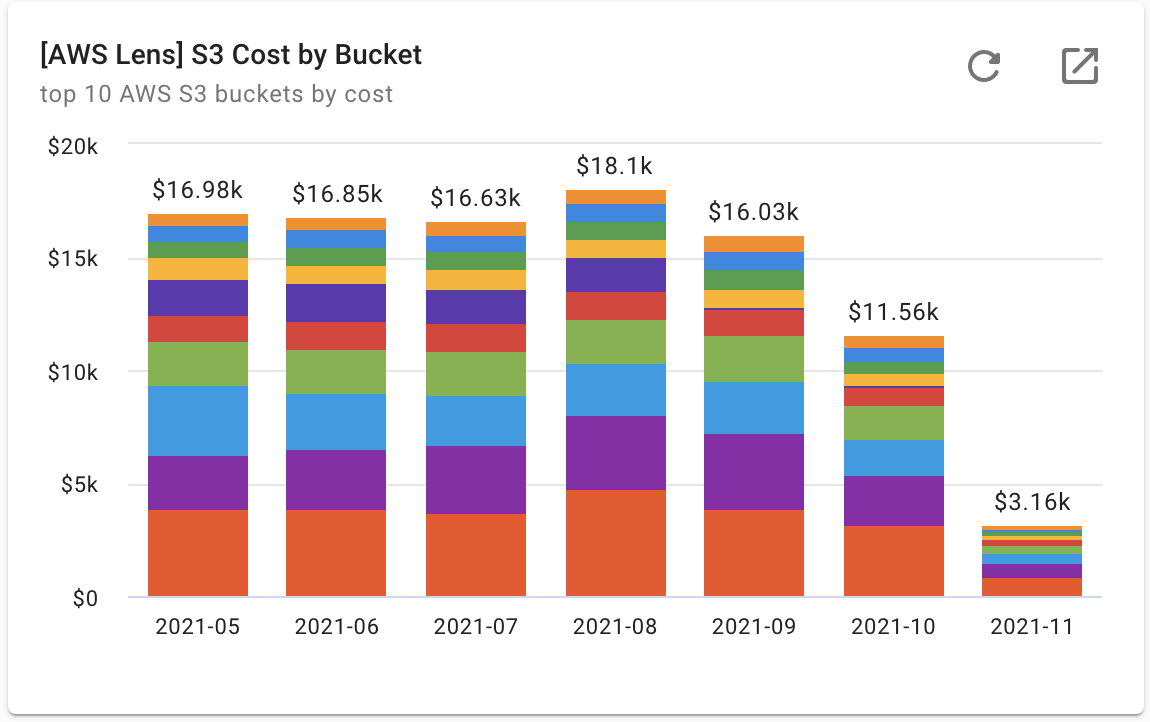 [AWS Lens] S3 Cost by Bucket
top 10 AWS S3 buckets by cost
$20k
$15k
$10k
$5k
$0
$16.98k
$16.85k
$16.63k
$18.1k
$16.03k
$11.56k
$3.16k
2021-05 2021-06 2021-07 2021-08 2021-09 2021-10 2021-11